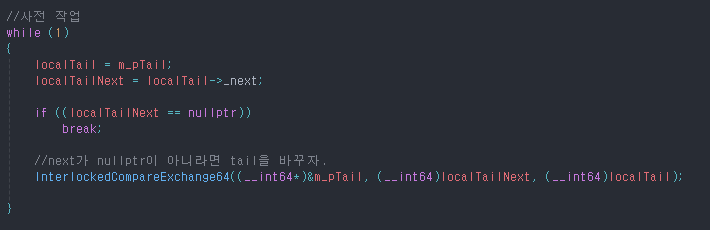 //사전 작업
while (1)
{
localTail = m_pTail;
localTailNext = localTail->_next;
if ((localTailNext == nullptr))
break;
//next가 nullptr이 아니라면 tail을 바꾸자.
InterlockedCompareExchange64((__int64*)&m_pTail, (__int64)localTailNext, (__int64)localTail);
}